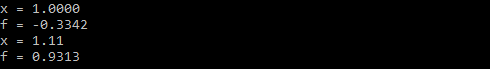 x = 1.0000
f = -0.3342
x = 1.11
f = 0.9313